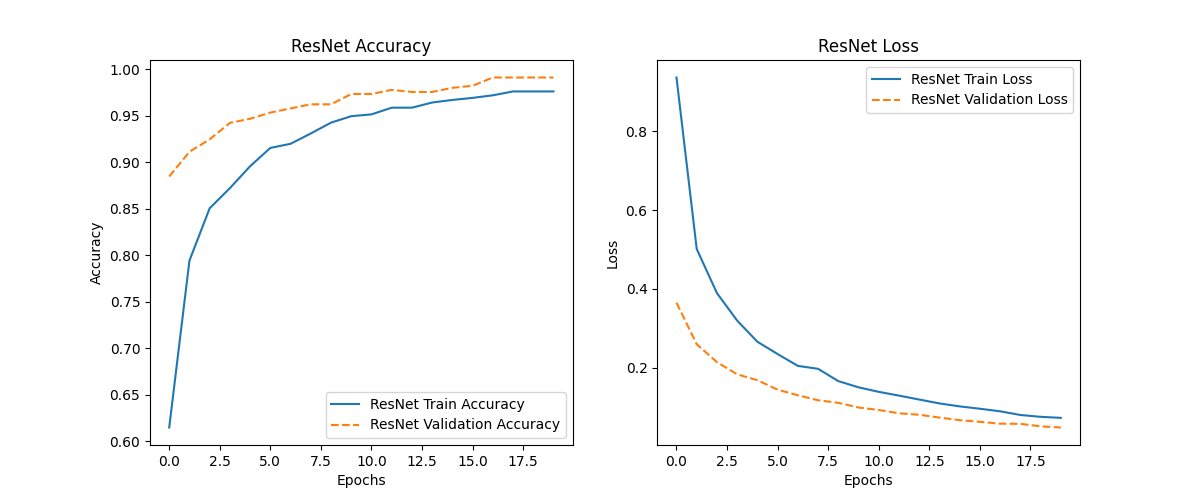 ResNet Accuracy
1.00
0.95
0.90
0.85
0.80
0.75
0.70
0.65
0.60
Accuracy
0.0 2.5 5.0 7.5 10.0 12.5 15.0 17.5
Epochs
ResNet Train Accuracy
ResNet Validation Accuracy
ResNet Loss
0.8
0.6
0.4
0.2
Loss
0.0 2.5 5.0 7.5 10.0 12.5 15.0 17.5
Epochs
ResNet Train Loss
ResNet Validation Loss